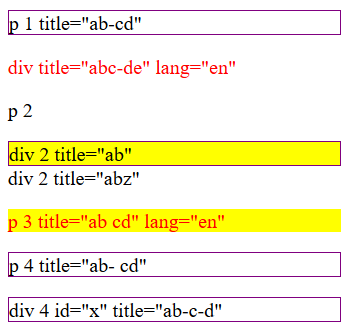 p 1 title="ab-cd"
div title="abc-de" lang="en"
p 2
div 2 title="ab"
div 2 title="abz"
p 3 title="ab cd" lang="en"
p 4 title="ab- cd"
div 4 id="x" title="ab-c-d"